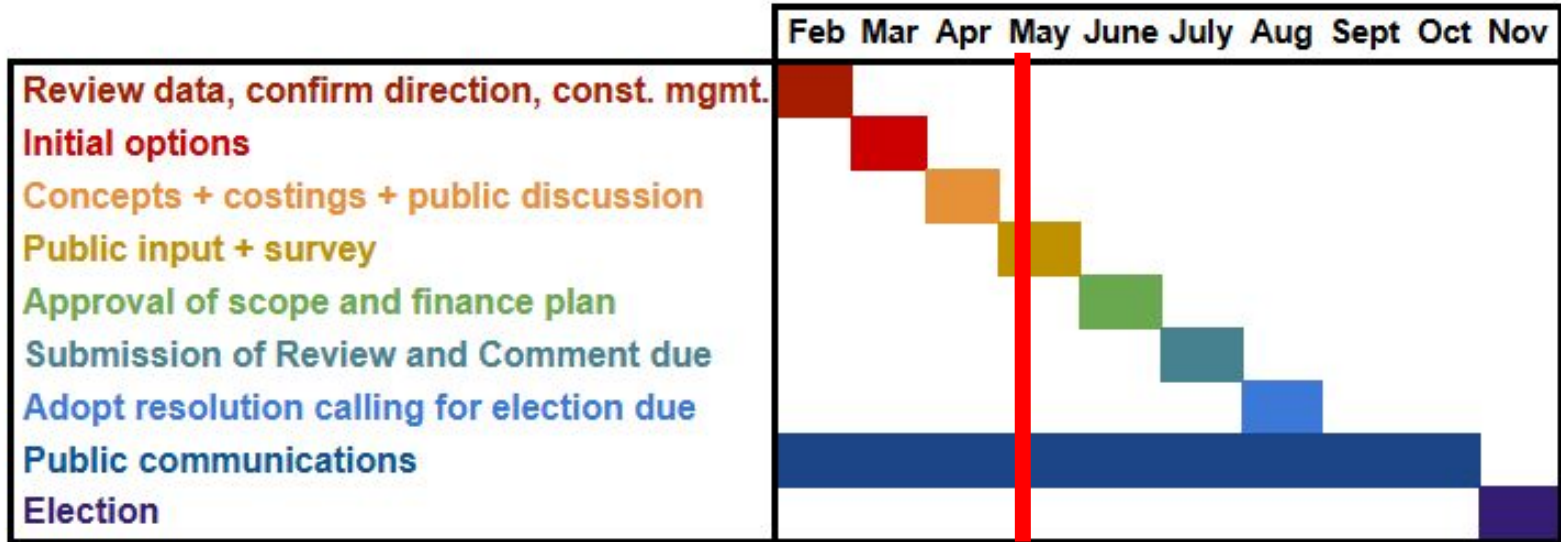 Feb Mar Apr May June July Aug Sept Oct Nov
Review data, confirm direction, const. mgmt.
Initial options
Concepts + costings + public discussion
Public input + survey
Approval of scope and finance plan
Submission of Review and Comment due
Adopt resolution calling for election due
Public communications
Election